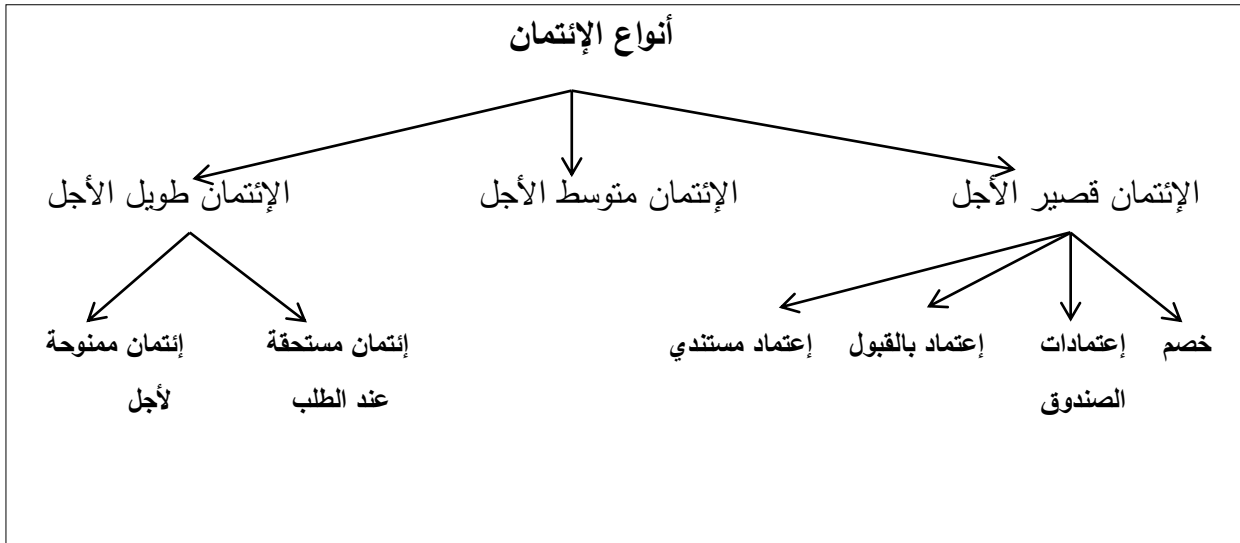 أنواع الإئتمان
الإئتمان قصير الأجل
الإئتمان متوسط الأجل
الإئتمان طويل الأجل
خصم
إعتمادات
الصندوق
إعتماد بالقبول
إعتماد مستندي
إئتمان مستحقة
عند الطلب
إئتمان ممنوحة
لأجل